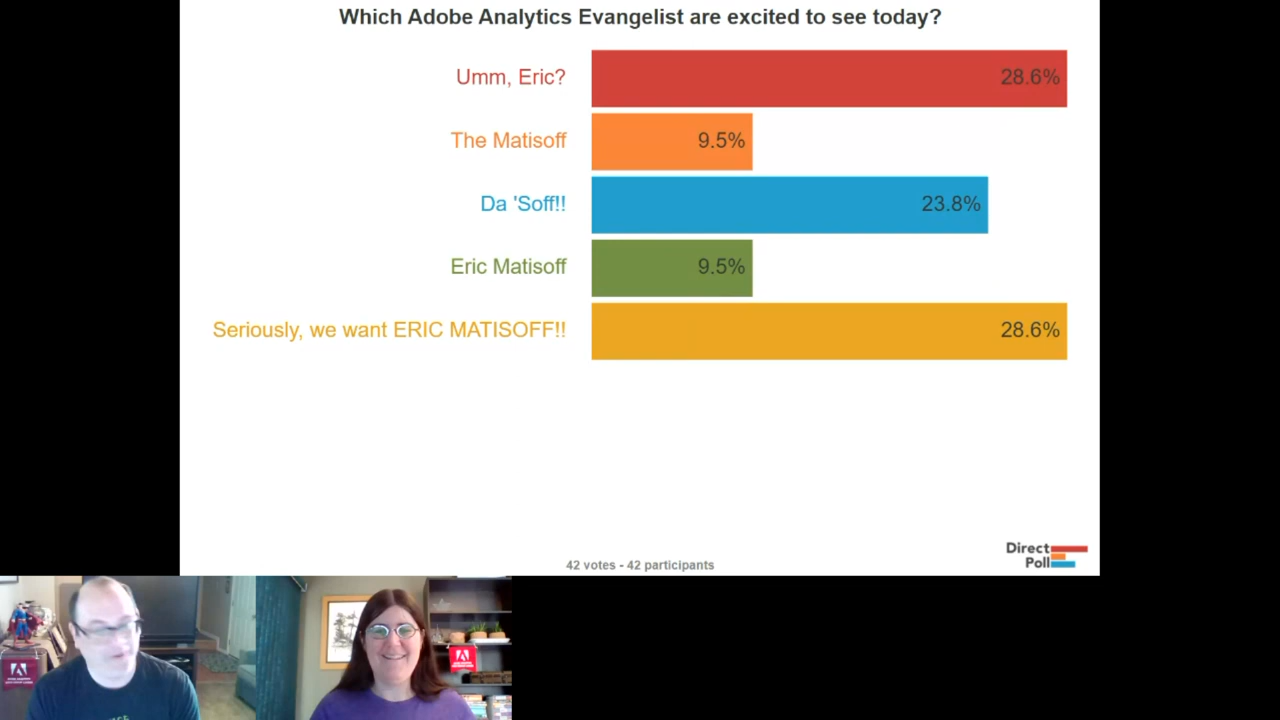 Which Adobe Analytics Evangelist are excited to see today?
Umm, Eric?
28.6%
The Matisoff
9.5%
Da 'Soff!!
23.8%
Eric Matisoff
9.5%
Seriously, we want ERIC MATISOFF!!
28.6%
42 votes - 42 participants
Direct
Poll